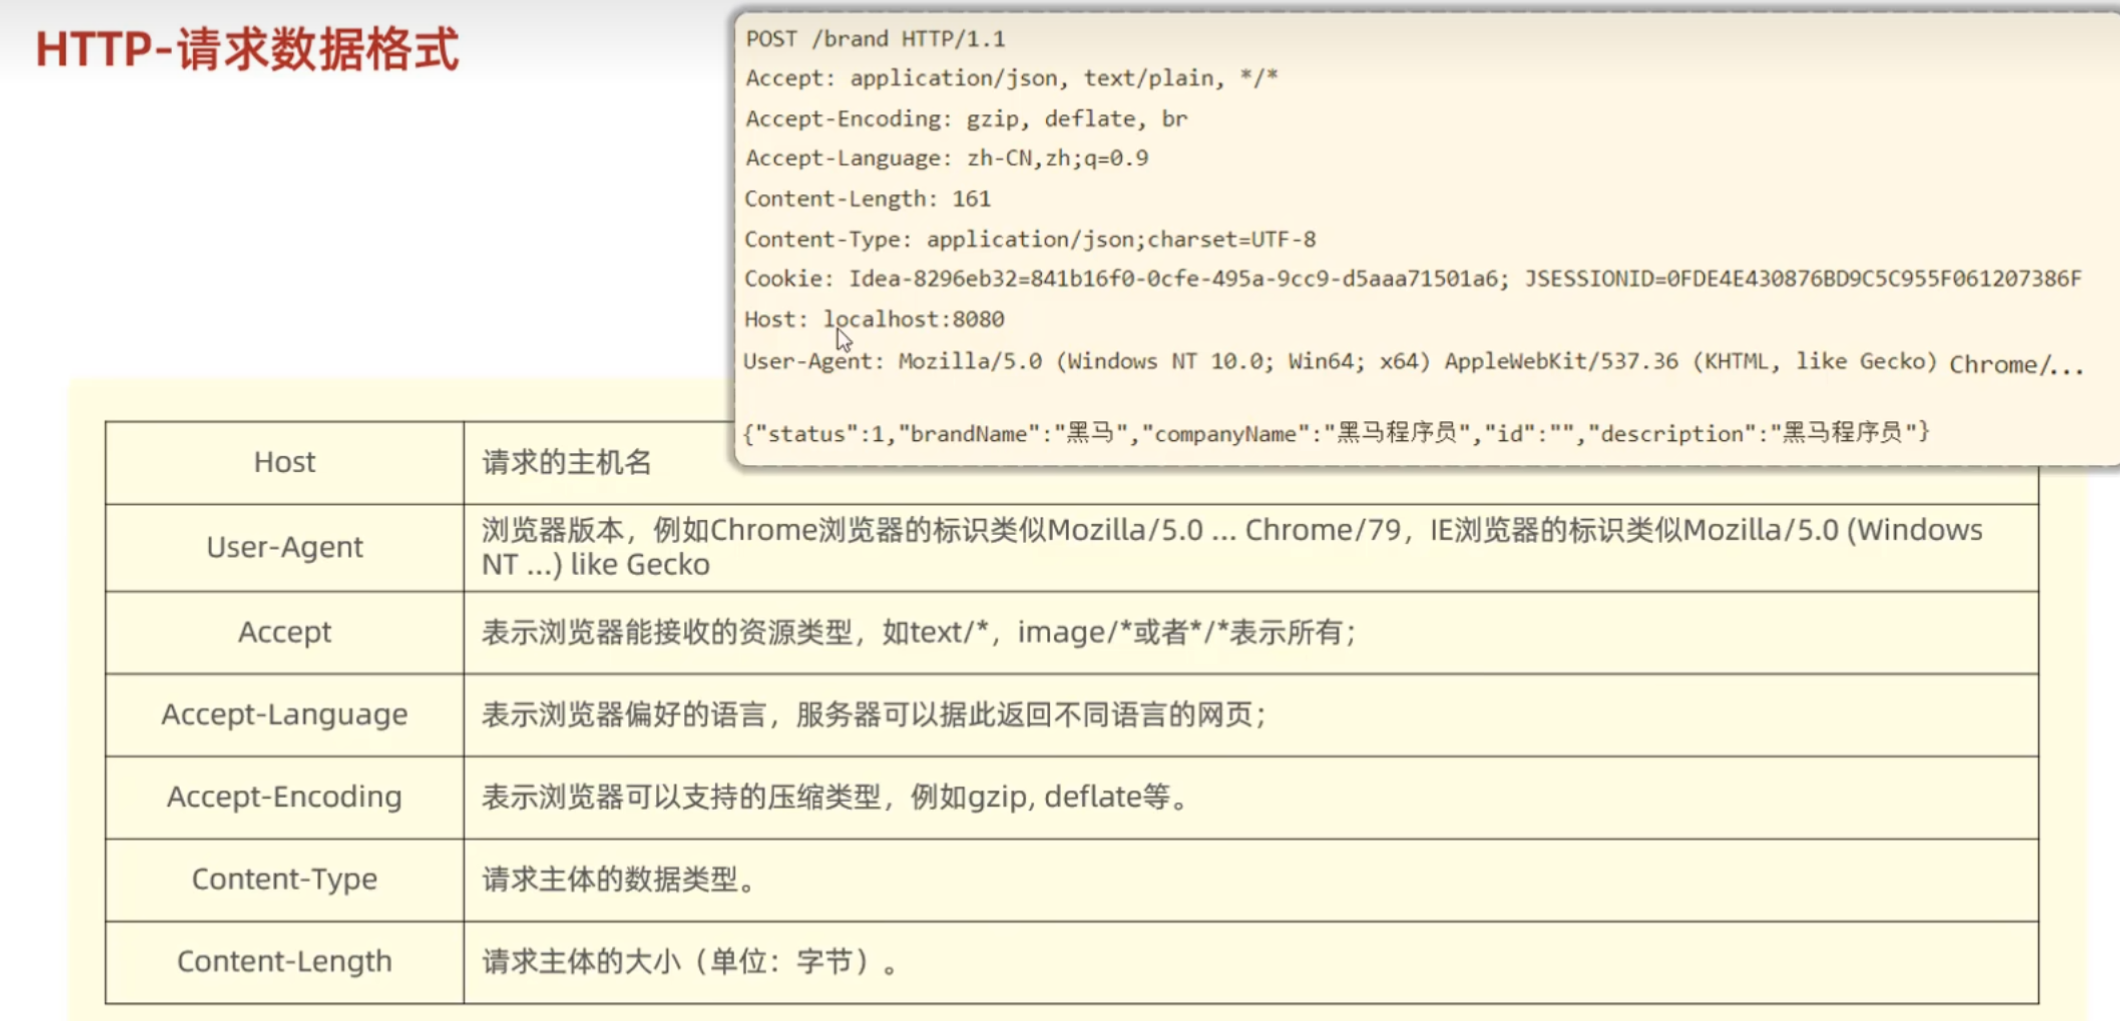 HTTP-请求数据格式
POST /brand HTTP/1.1
Accept: application/json, text/plain, */*
Accept-Encoding: gzip, deflate, br
Accept-Language: zh-CN,zh;q=0.9
Content-Length: 161
Content-Type: application/json;charset=UTF-8
Cookie: Idea-8296eb32=841b16f0-0cfe-495a-9cc9-d5aaa71501a6; JSESSIONID=0FDE4E430876BD9C5C955F061207386F
Host: localhost:8080
User-Agent: Mozilla/5.0 (Windows NT 10.0; Win64; x64) AppleWebKit/537.36 (KHTML, like Gecko) Chrome/...
{"status":1,"brandName":"黑马","companyName":"黑马程序员","id":"","description":"黑马程序员"}
Host 请求的主机名
User-Agent 浏览器版本，例如Chrome浏览器的标识类似Mozilla/5.0 ... Chrome/79，IE浏览器的标识类似Mozilla/5.0 (Windows
NT ...) like Gecko
Accept 表示浏览器能接收的资源类型，如text/*，image/*或者*/*表示所有；
Accept-Language 表示浏览器偏好的语言，服务器可以据此返回不同语言的网页；
Accept-Encoding 表示浏览器可以支持的压缩类型，例如gzip, deflate等。
Content-Type 请求主体的数据类型。
Content-Length 请求主体的大小（单位：字节）。